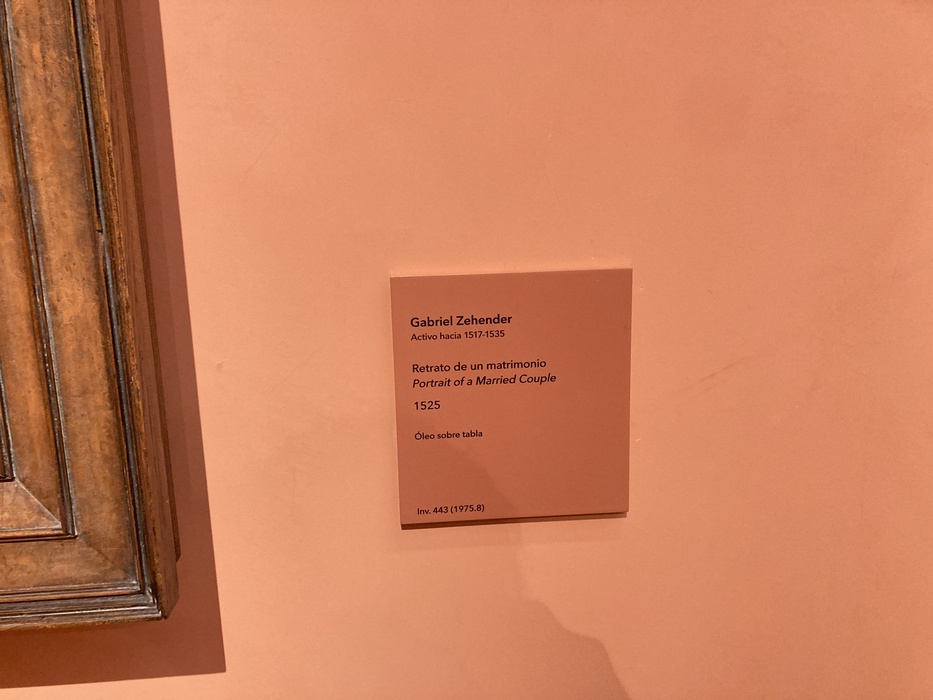 Gabriel Zehender
Activo hacia 1517-1535
Retrato de un matrimonio
Portrait of a Married Couple
1525
Óleo sobre tabla
Inv. 443 (1975.8)